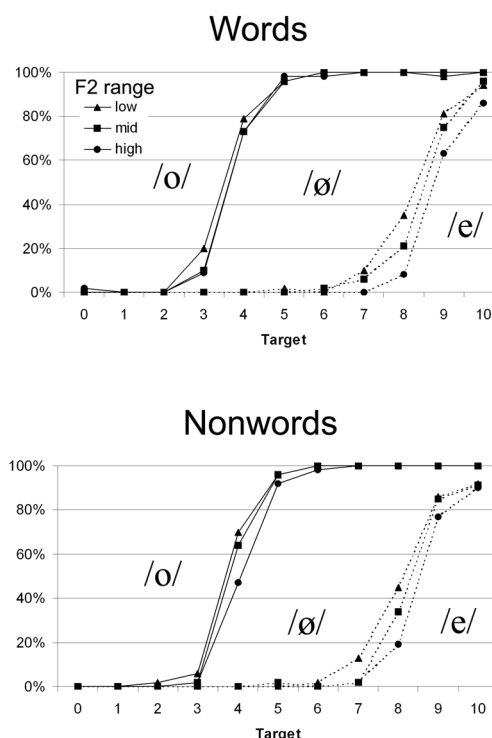 Words
100%
80%
60%
40%
20%
0%
F2 range
low
mid
high
/o/
/ø/
/e/
0 1 2 3 4 5 6 7 8 9 10
Target
Nonwords
100%
80%
60%
40%
20%
0%
/o/
/ø/
/e/
0 1 2 3 4 5 6 7 8 9 10
Target